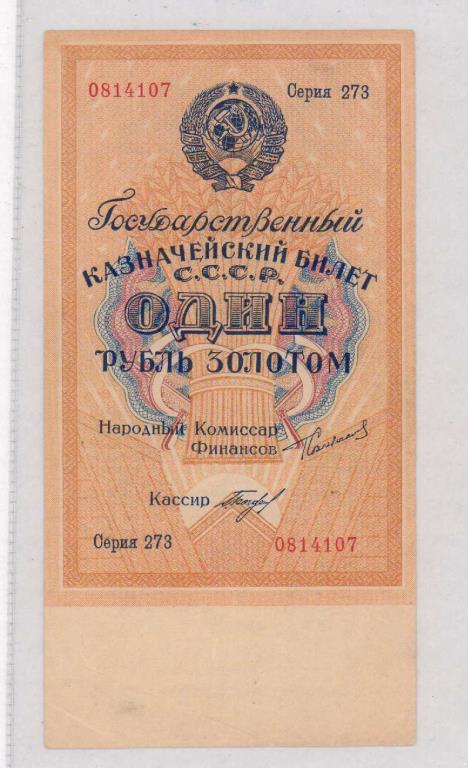 0814107 Серия 273
Государственный
КАЗНАЧЕЙСКИЙ БИЛЕТ
С.С.С.Р.
ОДИН
РУБЛЬ ЗОЛОТОМ
Народный Комиссар
Финансов
Кассир
Серия 273 0814107